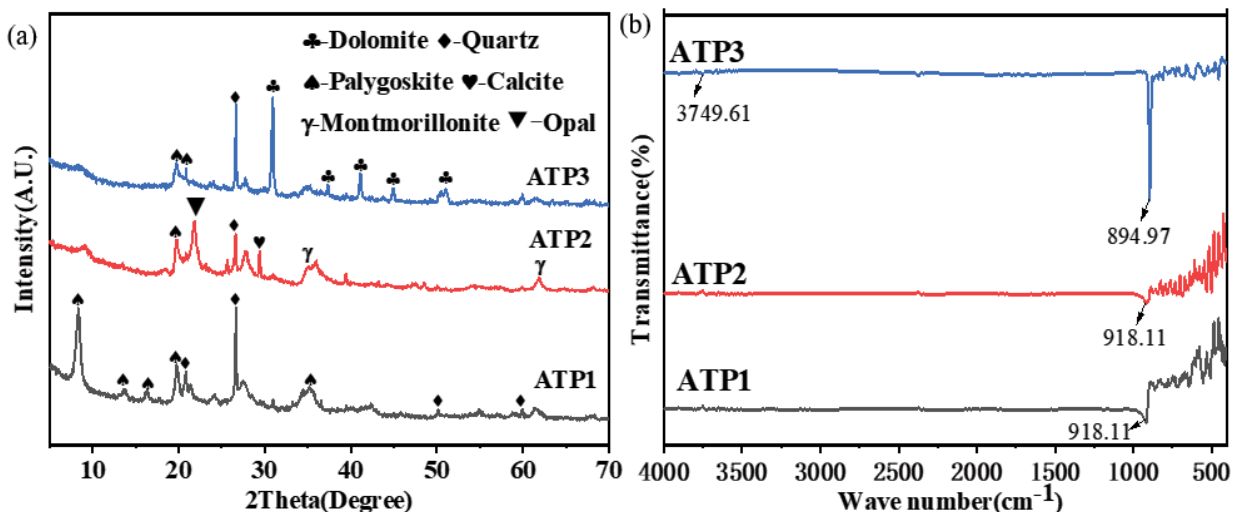 (a)
♣-Dolomite ♦-Quartz
♠-Palygoskite ♥-Calcite
γ-Montmorillonite ▼-Opal
ATP3
ATP2
γ
γ
ATP1
Intensity(A.U.)
10 20 30 40 50 60 70
2Theta(Degree)
(b)
ATP3
3749.61
894.97
ATP2
918.11
ATP1
918.11
Transmittance(%)
4000 3500 3000 2500 2000 1500 1000 500
Wave number(cm⁻¹)